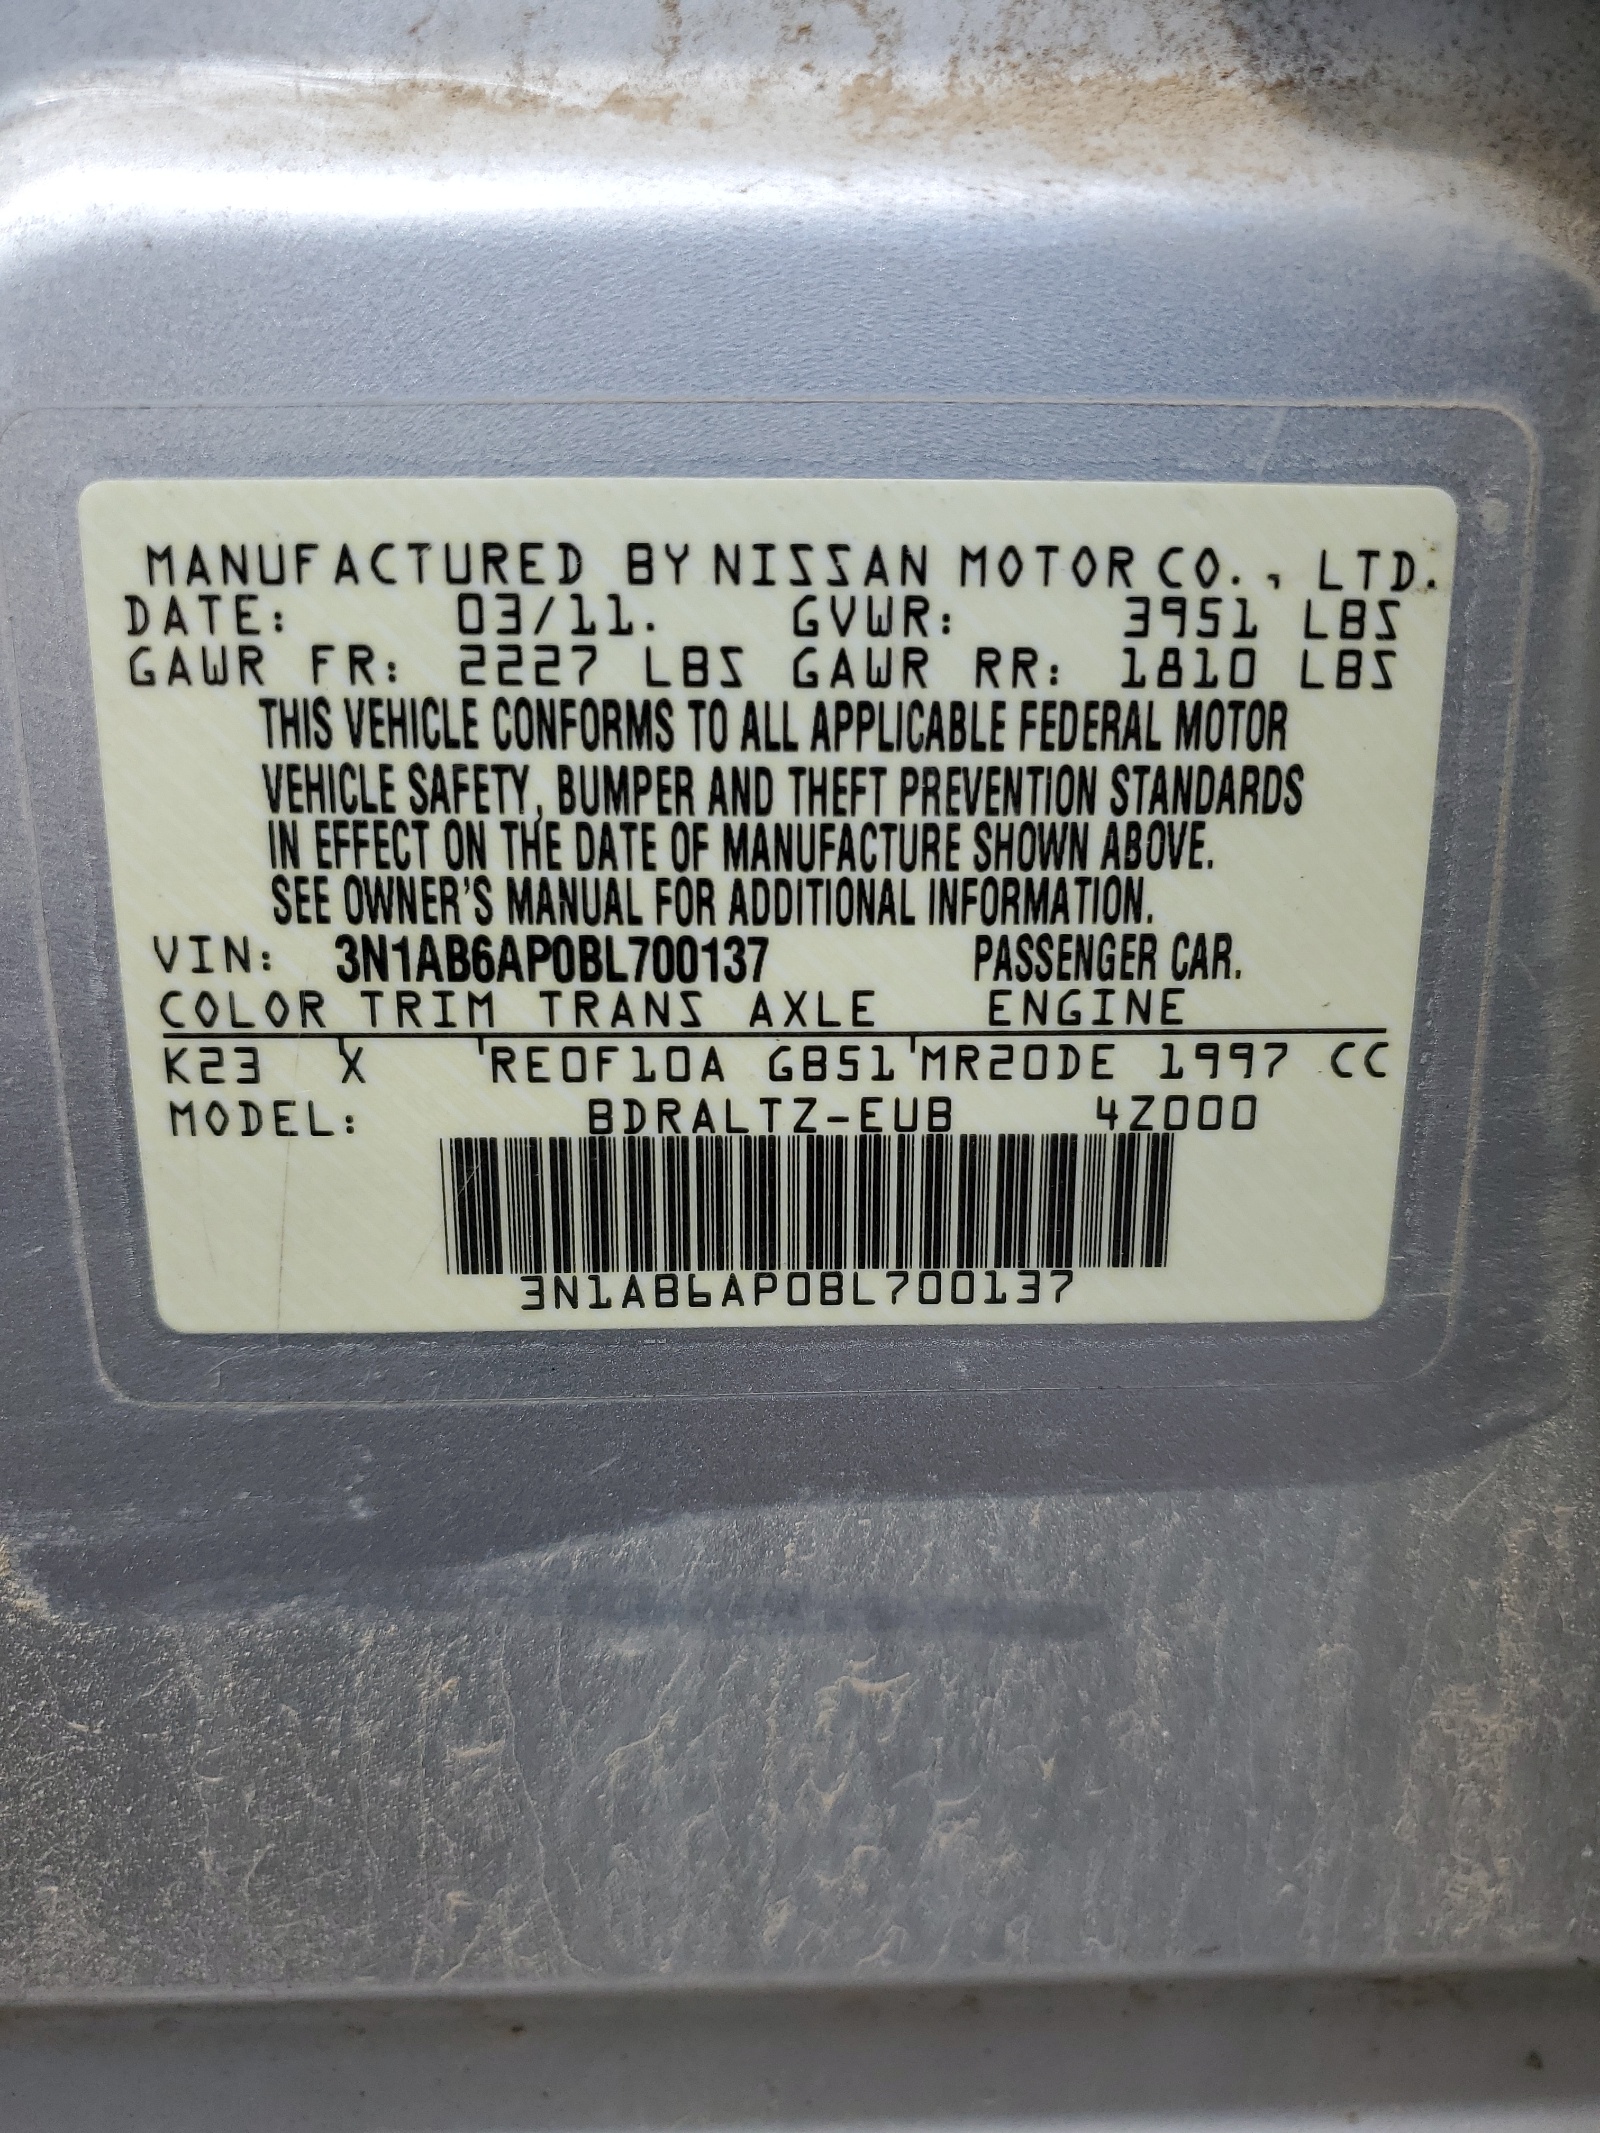 MANUFACTURED BY NISSAN MOTOR CO., LTD.
DATE: 03/11. GVWR: 3951 LBS
GAWR FR: 2227 LBS GAWR RR: 1810 LBS
THIS VEHICLE CONFORMS TO ALL APPLICABLE FEDERAL MOTOR
VEHICLE SAFETY, BUMPER AND THEFT PREVENTION STANDARDS
IN EFFECT ON THE DATE OF MANUFACTURE SHOWN ABOVE.
SEE OWNER'S MANUAL FOR ADDITIONAL INFORMATION.
VIN: 3N1AB6AP0BL700137 PASSENGER CAR.
COLOR TRIM TRANS AXLE ENGINE
K23 X RE0F10A GB51 MR20DE 1997 CC
MODEL: BDRALTZ-EUB 4Z000
3N1AB6AP0BL700137